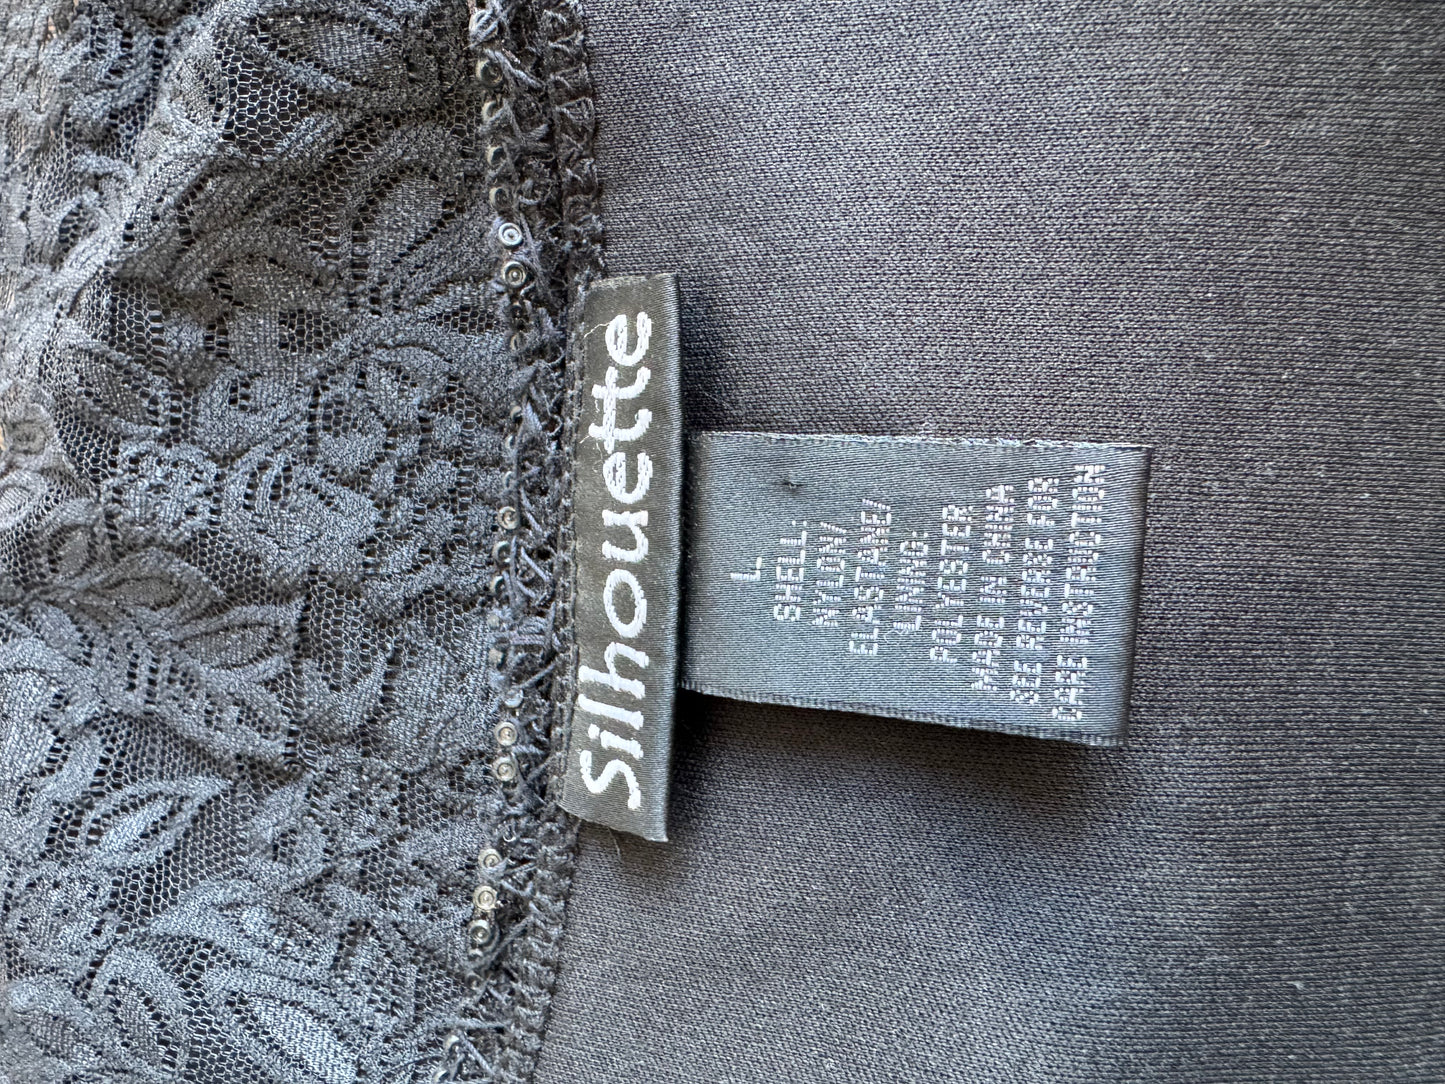 Silhouette
L
SHELL:
NYLON/
ELASTANE/
LINING:
POLYESTER
MADE IN CHINA
SEE REVERSE FOR
CARE INSTRUCTION